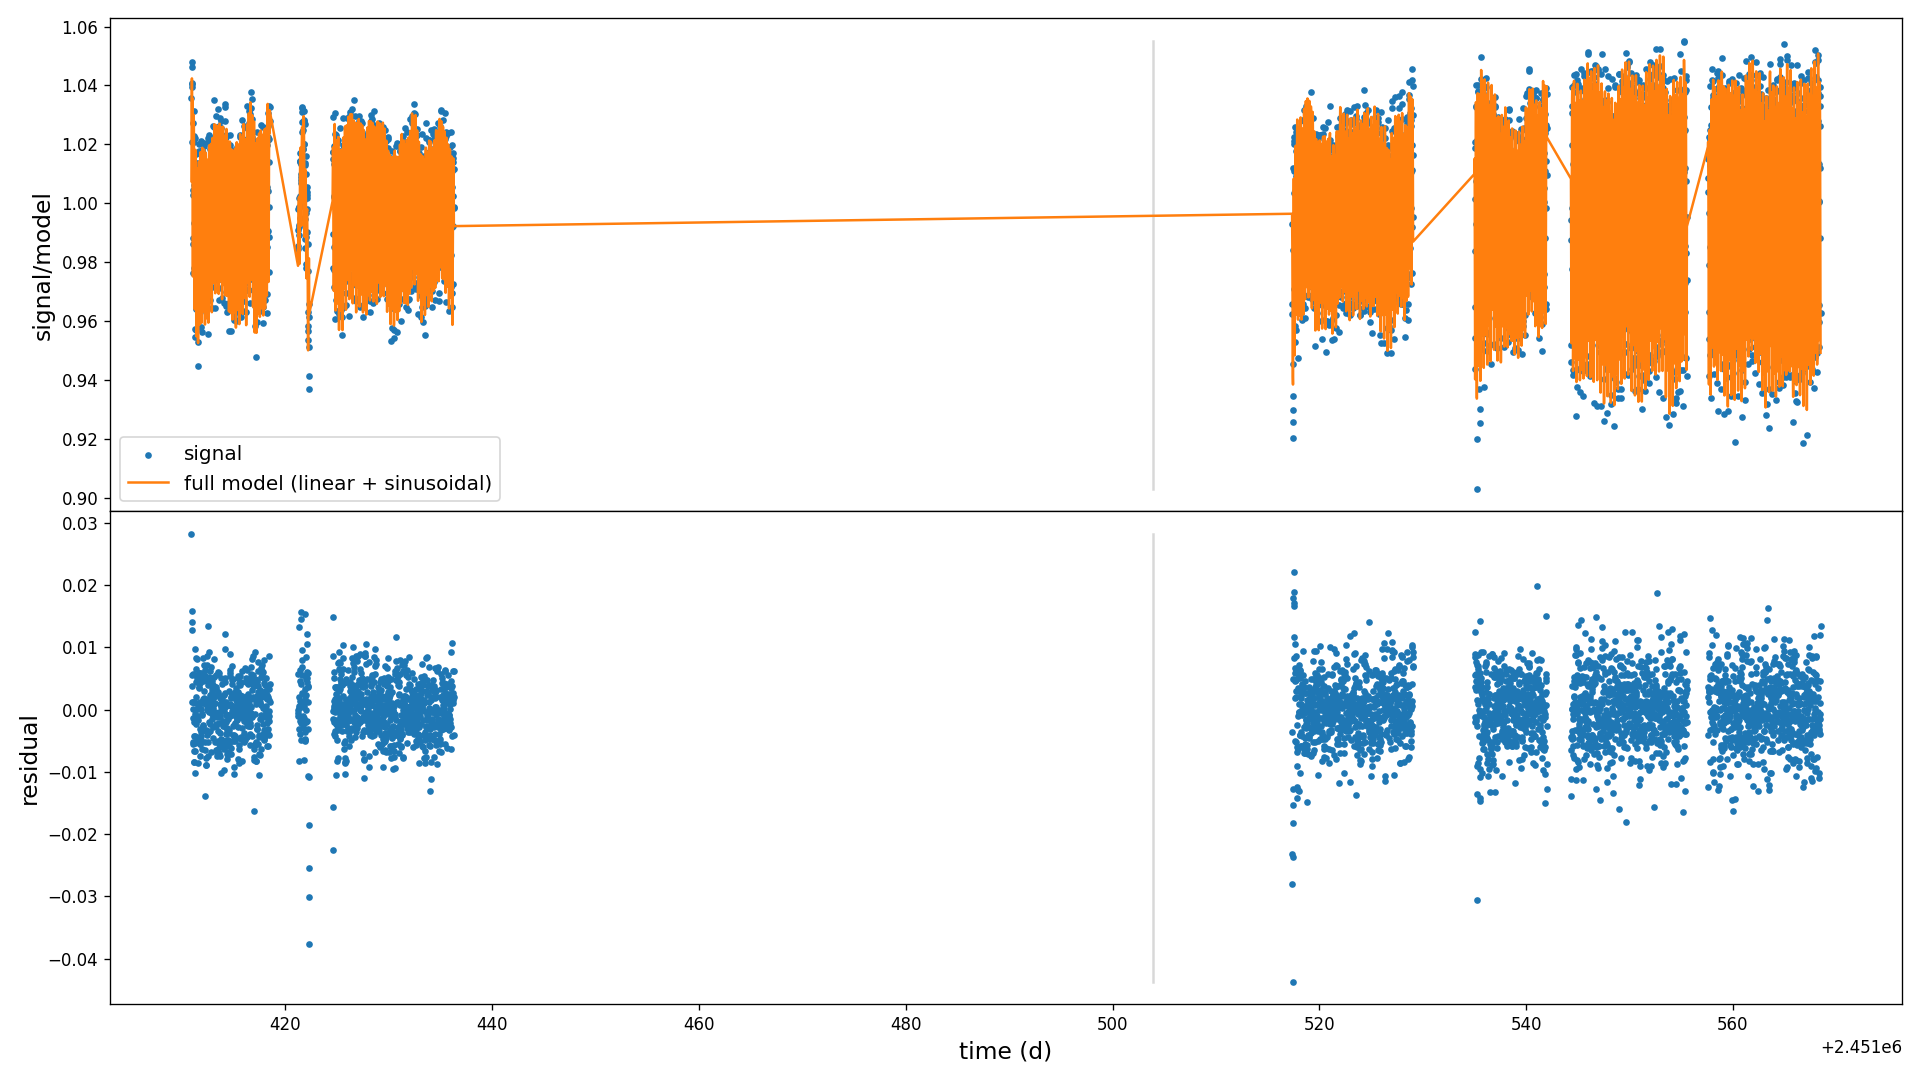 1.06
1.04
1.02
1.00
0.98
0.96
0.94
0.92
0.90
signal/model
signal
full model (linear + sinusoidal)
0.03
0.02
0.01
0.00
−0.01
−0.02
−0.03
−0.04
residual
420 440 460 480 500 520 540 560
time (d)
+2.451e6